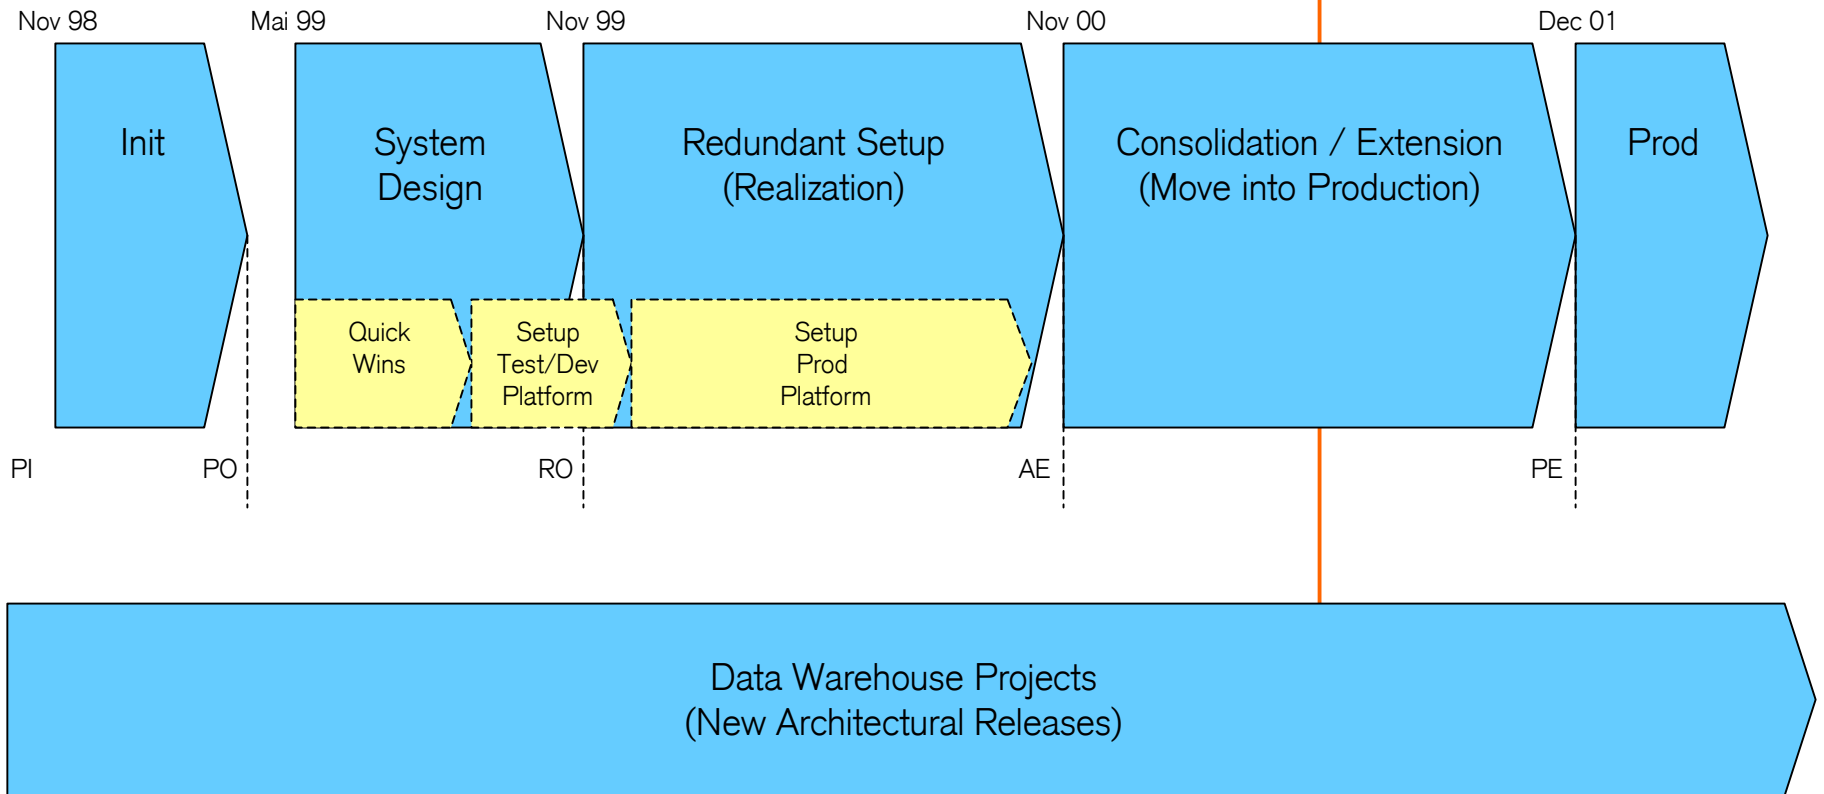 Nov 98
Mai 99
Nov 99
Nov 00
Dec 01
Init
System
Design
Redundant Setup
(Realization)
Consolidation / Extension
(Move into Production)
Prod
Quick
Wins
Setup
Test/Dev
Platform
Setup
Prod
Platform
PI
PO
RO
AE
PE
Data Warehouse Projects
(New Architectural Releases)